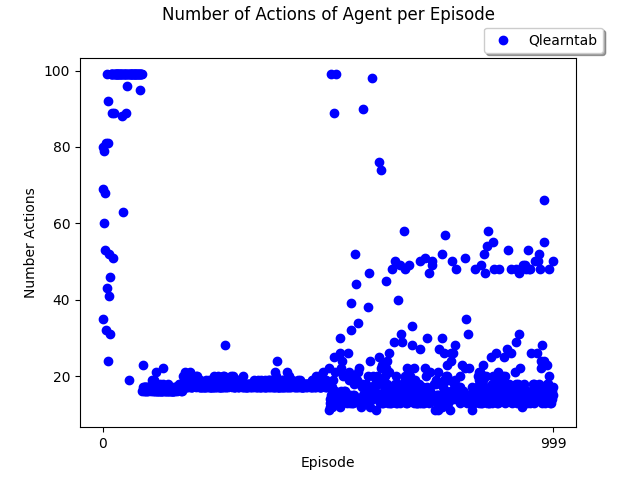 Number of Actions of Agent per Episode
Qlearntab
100
80
60
40
20
Number Actions
0
999
Episode